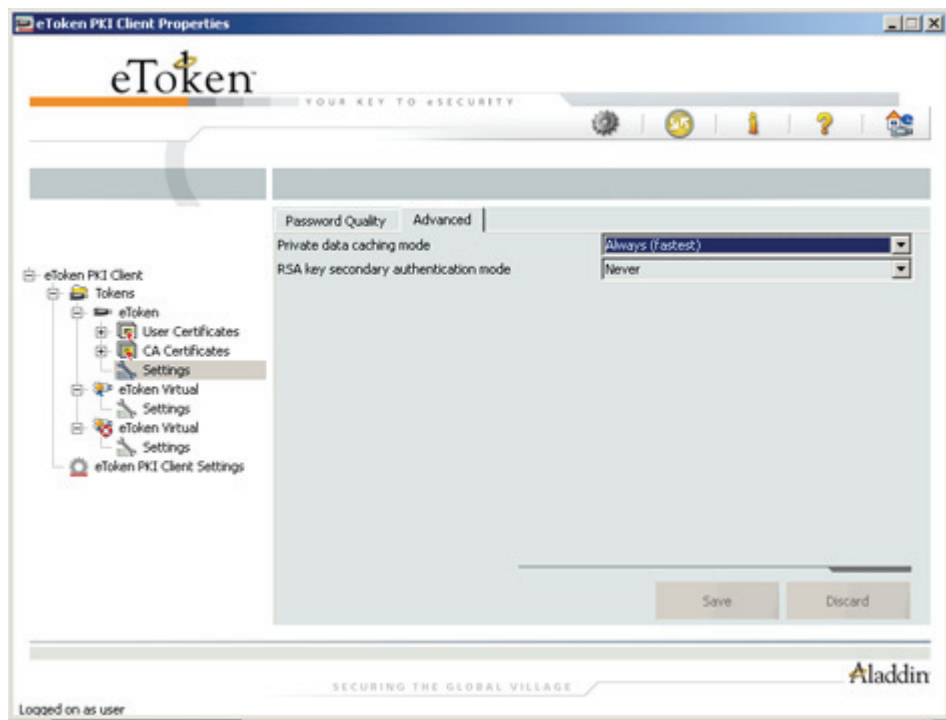 eToken PKI Client Properties
eToken
YOUR KEY TO eSECURITY
Password Quality
Advanced
Private data caching mode
Always (fastest)
RSA key secondary authentication mode
Never
eToken PKI Client
Tokens
eToken
User Certificates
CA Certificates
Settings
eToken Virtual
Settings
eToken Virtual
Settings
eToken PKI Client Settings
Save
Discard
SECURING THE GLOBAL VILLAGE
Aladdin
Logged on as user